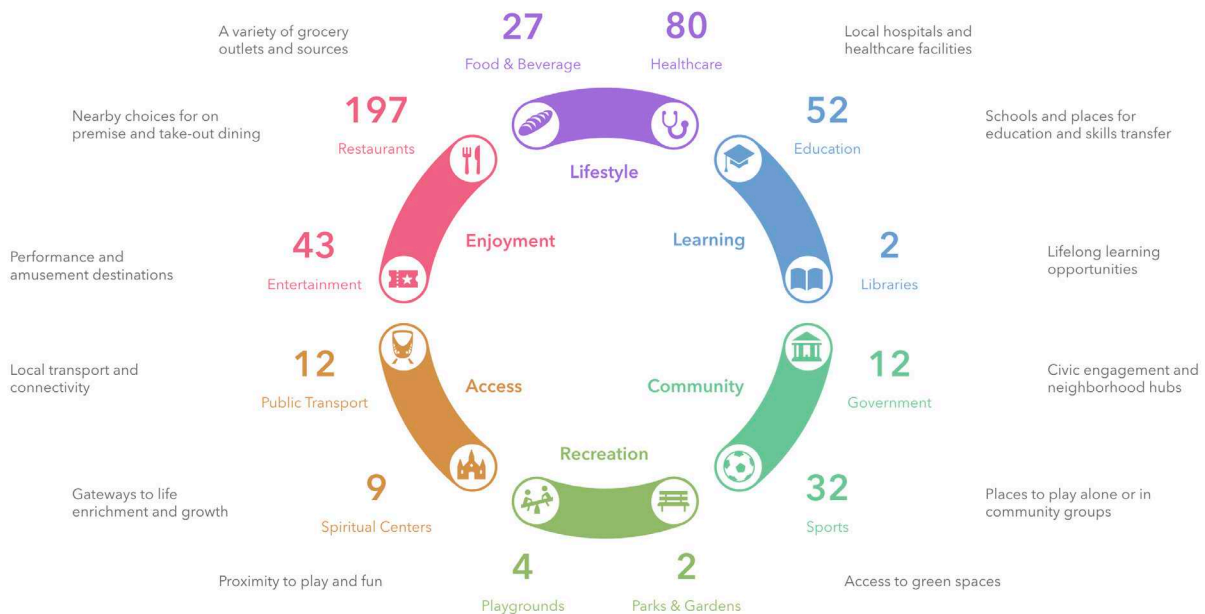 27
80
A variety of grocery
outlets and sources
Food & Beverage
Healthcare
Local hospitals and
healthcare facilities
Nearby choices for on
premise and take-out dining
197
Restaurants
Lifestyle
52
Education
Schools and places for
education and skills transfer
Performance and
amusement destinations
43
Entertainment
Enjoyment
Learning
2
Libraries
Lifelong learning
opportunities
Local transport and
connectivity
12
Public Transport
Access
Community
12
Government
Civic engagement and
neighborhood hubs
Gateways to life
enrichment and growth
9
Spiritual Centers
Recreation
32
Sports
Places to play alone or in
community groups
Proximity to play and fun
4
Playgrounds
2
Parks & Gardens
Access to green spaces